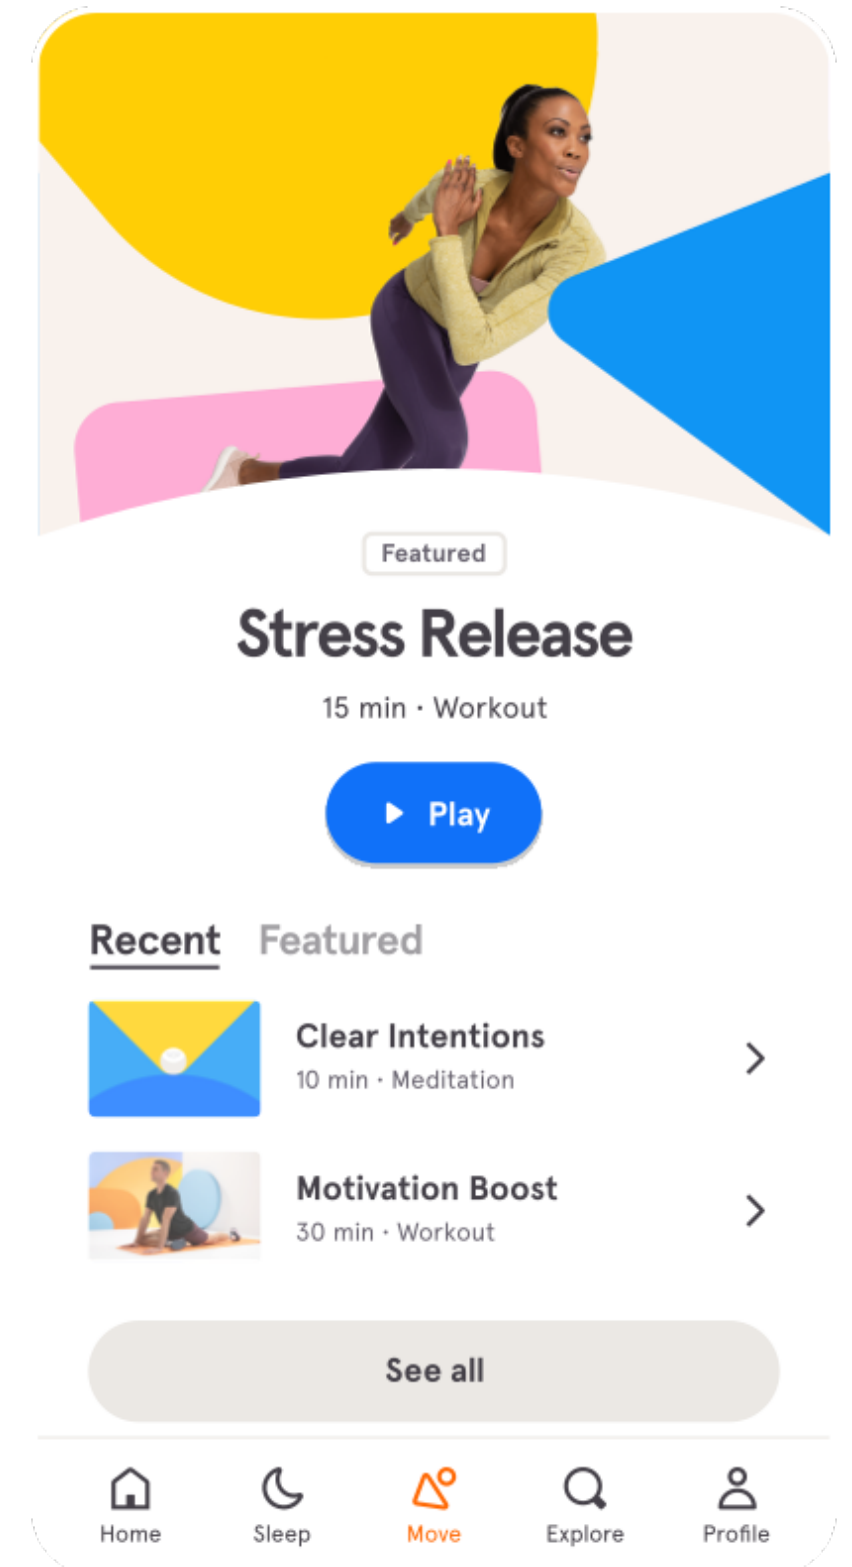 Featured
Stress Release
15 min · Workout
Play
Recent Featured
Clear Intentions
10 min · Meditation
Motivation Boost
30 min · Workout
See all
Home Sleep Move Explore Profile